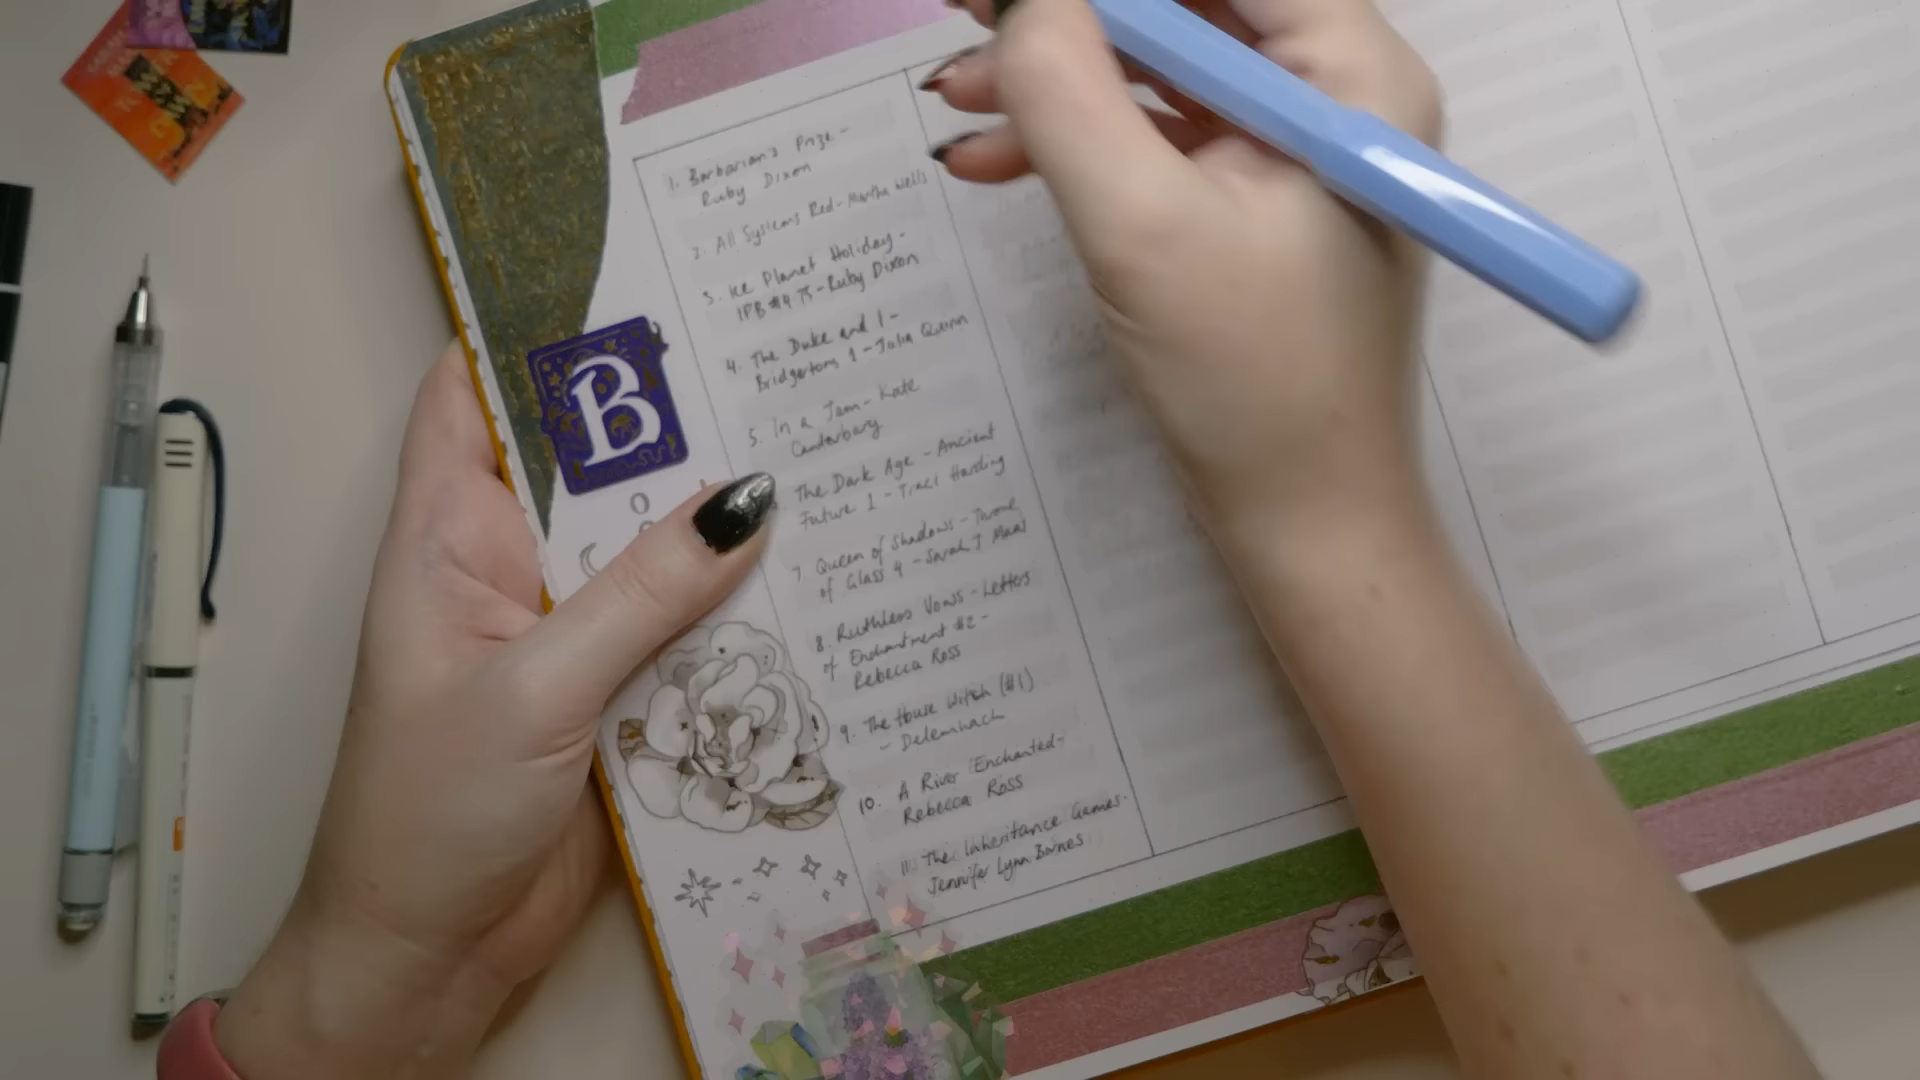 B
1. Barbarian's Prize -
Ruby Dixon
2. All Systems Red - Martha Wells
3. Ice Planet Holiday -
IPB #4.75 - Ruby Dixon
4. The Duke and I -
Bridgertons 1 - Julia Quinn
5. In a Jam - Kate
Canterbary
The Dark Age - Ancient
Future 1 - Traci Harding
7 Queen of Shadows - Throne
of Glass 4 - Sarah J Maas
8. Ruthless Vows - Letters
of Enchantment #2 -
Rebecca Ross
9. The House Witch (#1)
- Delemhach
10. A River Enchanted -
Rebecca Ross
11 The Inheritance Games -
Jennifer Lynn Barnes